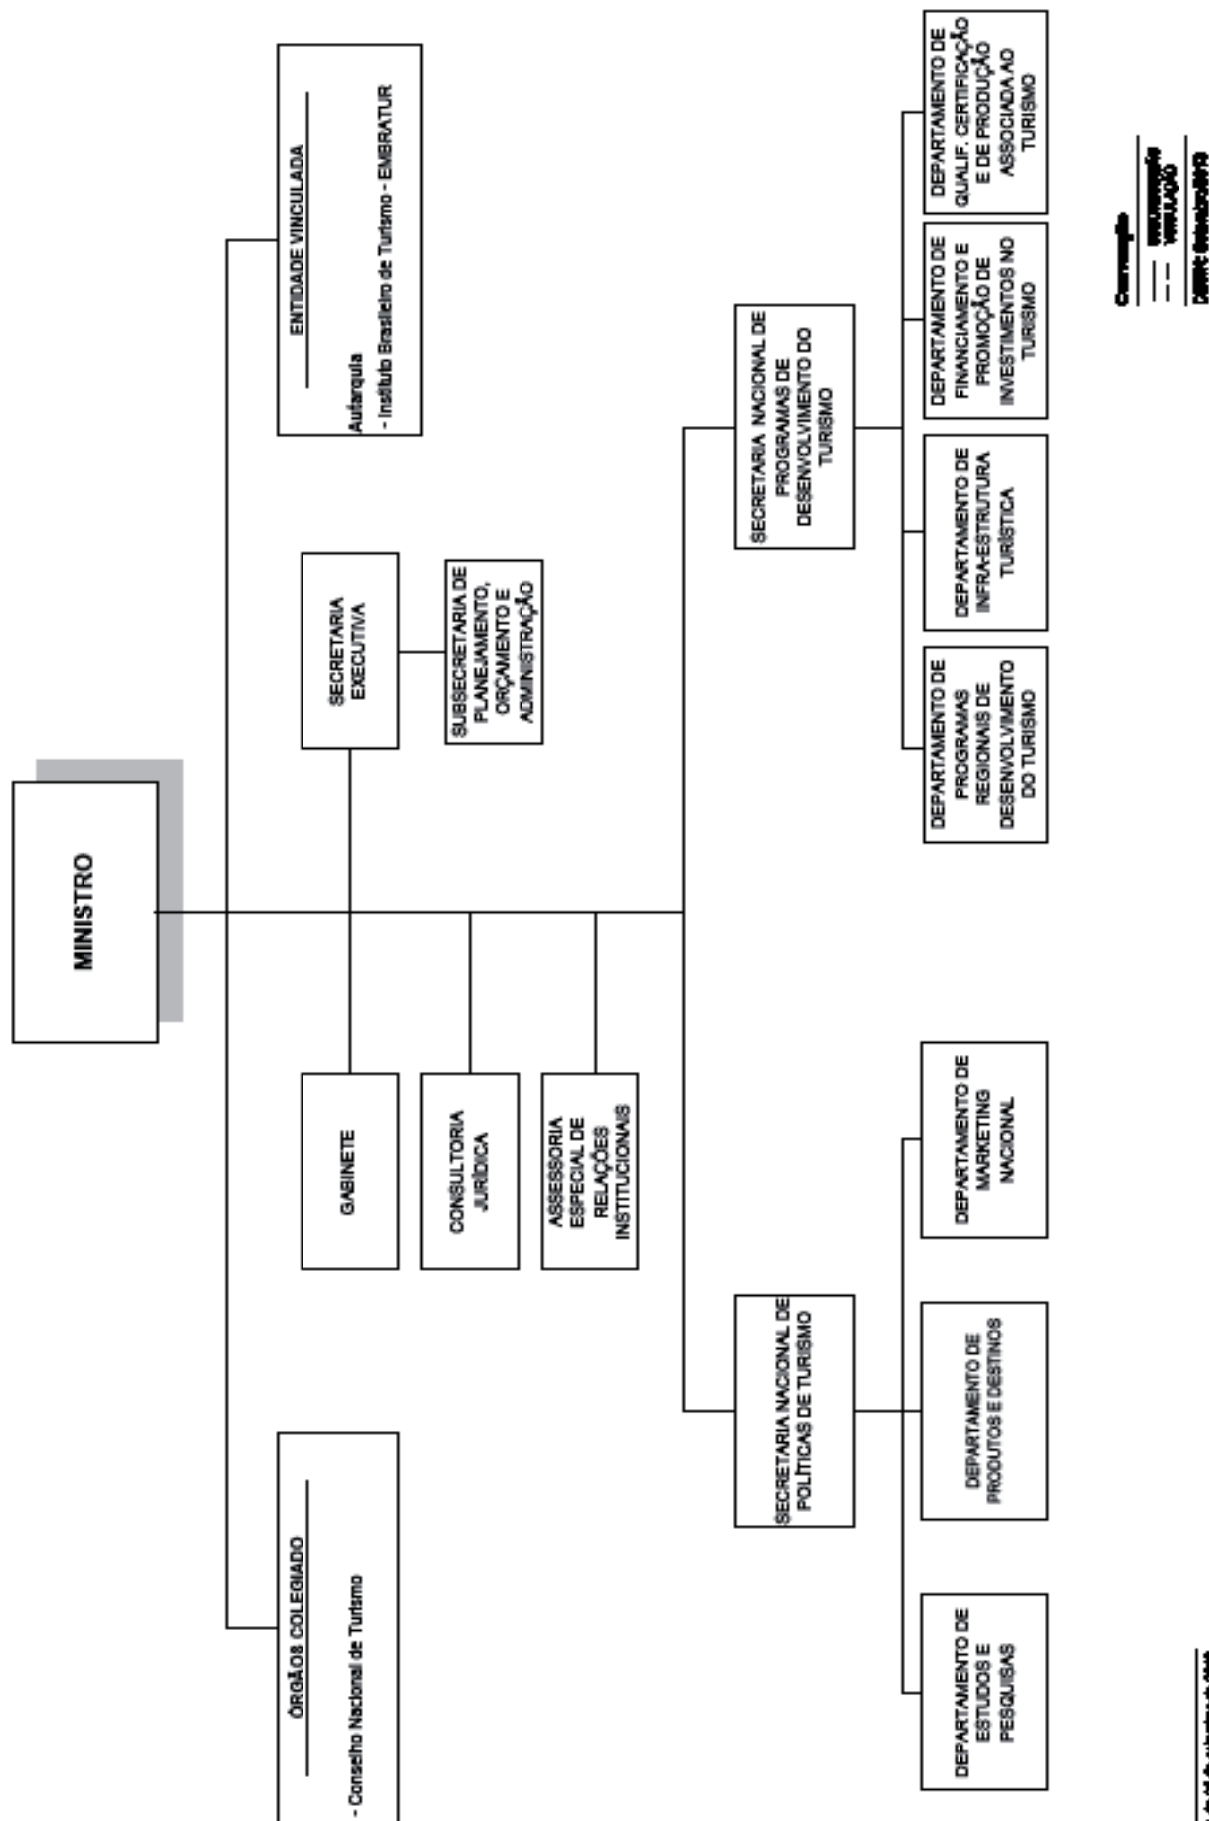 MINISTRO
ÓRGÃOS COLEGIADO
- Conselho Nacional de Turismo
ENTIDADE VINCULADA
Autarquia
- Instituto Brasileiro de Turismo - EMBRATUR
GABINETE
SECRETARIA
EXECUTIVA
CONSULTORIA
JURÍDICA
SUBSECRETARIA DE
PLANEJAMENTO,
ORÇAMENTO E
ADMINISTRAÇÃO
ASSESSORIA
ESPECIAL DE
RELAÇÕES
INSTITUCIONAIS
SECRETARIA NACIONAL DE
POLÍTICAS DE TURISMO
SECRETARIA NACIONAL DE
PROGRAMAS DE
DESENVOLVIMENTO DO
TURISMO
DEPARTAMENTO DE
ESTUDOS E
PESQUISAS
DEPARTAMENTO DE
PRODUTOS E DESTINOS
DEPARTAMENTO DE
MARKETING
NACIONAL
DEPARTAMENTO DE
PROGRAMAS
REGIONAIS DE
DESENVOLVIMENTO
DO TURISMO
DEPARTAMENTO DE
INFRA-ESTRUTURA
TURÍSTICA
DEPARTAMENTO DE
FINANCIAMENTO E
PROMOÇÃO DE
INVESTIMENTOS NO
TURISMO
DEPARTAMENTO DE
QUALIF. CERTIFICAÇÃO
E DE PRODUÇÃO
ASSOCIADA AO
TURISMO
Convenção
VINCULAÇÃO